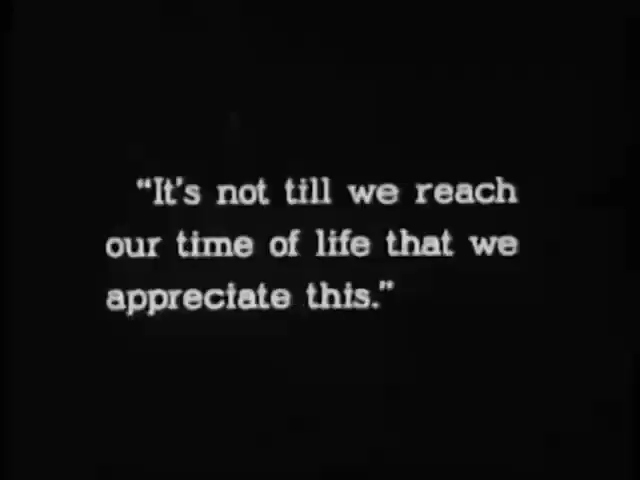 “It's not till we reach
our time of life that we
appreciate this.”